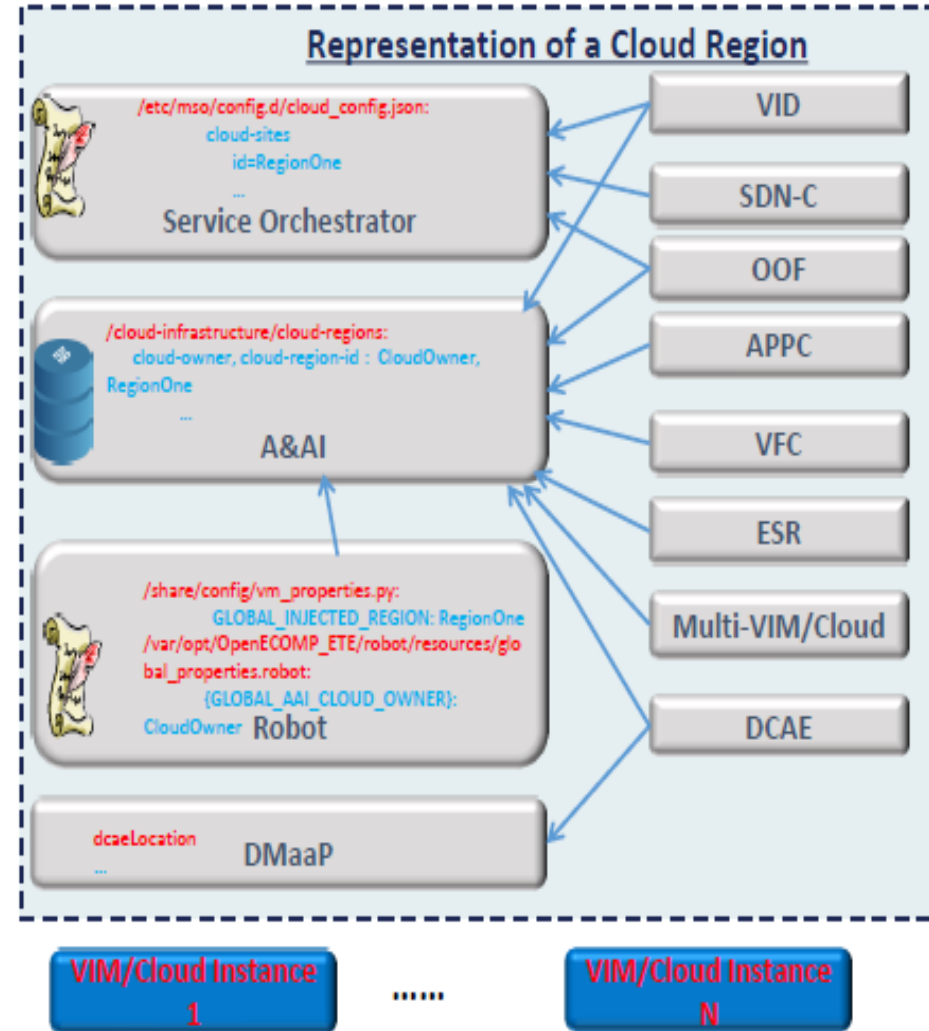 Representation of a Cloud Region
/etc/mso/config.d/cloud_config.json:
cloud-sites
id=RegionOne
...
Service Orchestrator
/cloud-infrastructure/cloud-regions:
cloud-owner, cloud-region-id : CloudOwner,
RegionOne
...
A&AI
/share/config/vm_properties.py:
GLOBAL_INJECTED_REGION: RegionOne
/var/opt/OpenECOMP_ETE/robot/resources/glo
bal_properties.robot:
{GLOBAL_AAI_CLOUD_OWNER}:
CloudOwner Robot
dcaeLocation
...
DMaaP
VID
SDN-C
OOF
APPC
VFC
ESR
Multi-VIM/Cloud
DCAE
VIM/Cloud Instance
1
......
VIM/Cloud Instance
N